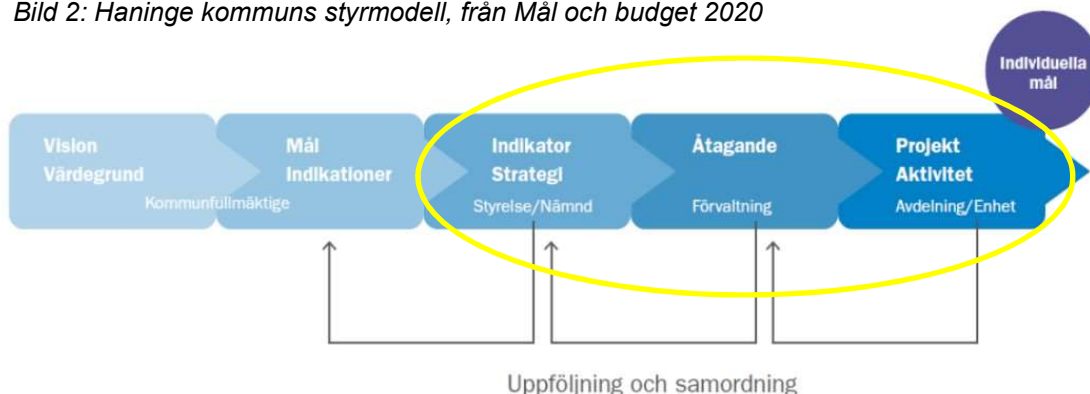 Bild 2: Haninge kommuns styrmodell, från Mål och budget 2020
Individuella
mål
Vision
Värdegrund
Mål
Indikationer
Kommunfullmäktige
Indikator
Strategi
Styrelse/Nämnd
Åtagande
Förvaltning
Projekt
Aktivitet
Avdelning/Enhet
Uppföljning och samordning